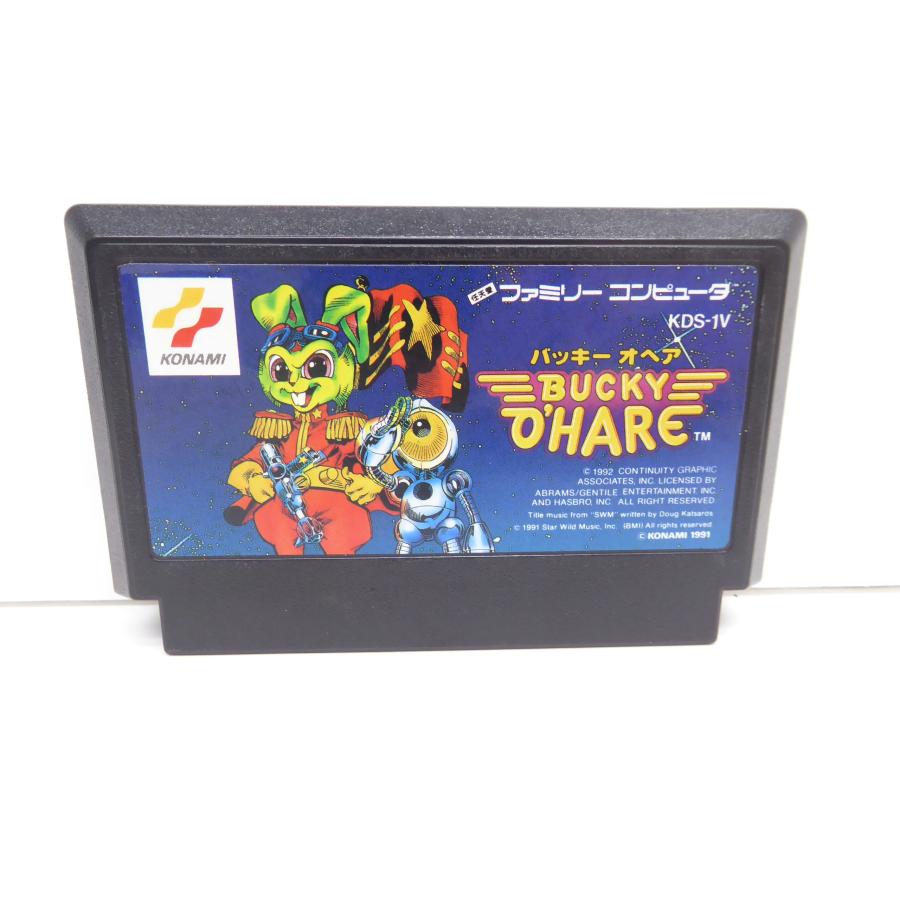 KONAMI
任天堂 ファミリー コンピュータ
KDS-1V
バッキー オヘア
BUCKY
O'HARE TM
© 1992 CONTINUITY GRAPHIC
ASSOCIATES, INC. LICENSED BY
ABRAMS/GENTILE ENTERTAINMENT, INC.
AND HASBRO, INC. ALL RIGHT RESERVED.
Title music from "SWM" written by Doug Katsaros
© 1991 Star Wild Music, Inc. (BMI) All rights reserved
© KONAMI 1991